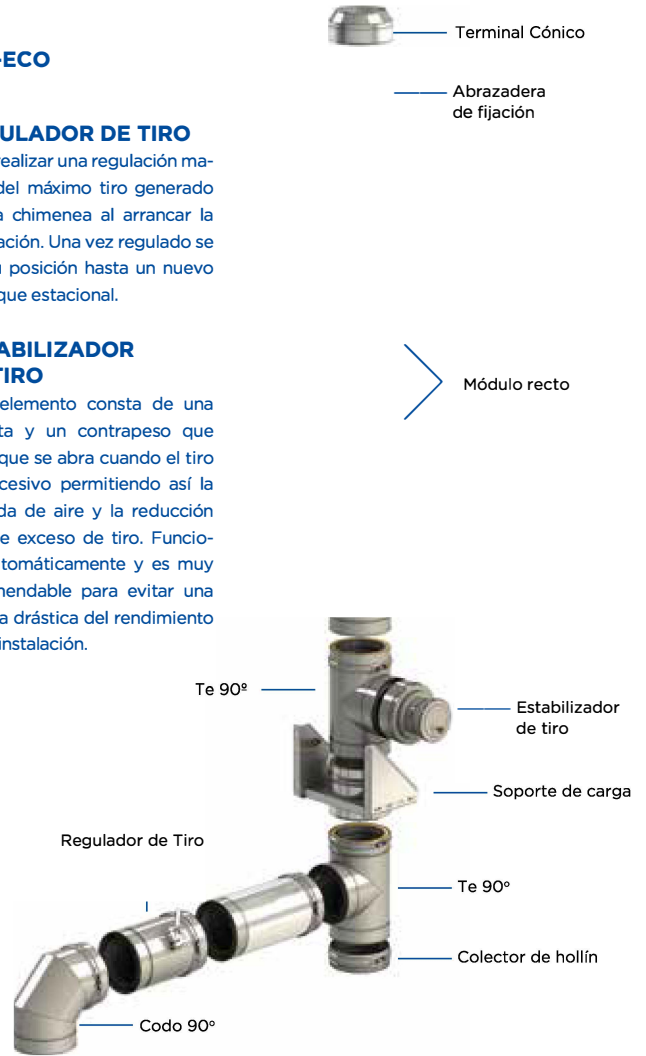 -ECO
ULADOR DE TIRO
realizar una regulación ma-
del máximo tiro generado
a chimenea al arrancar la
ación. Una vez regulado se
u posición hasta un nuevo
que estacional.
ABILIZADOR
TIRO
elemento consta de una
ta y un contrapeso que
que se abra cuando el tiro
cesivo permitiendo así la
da de aire y la reducción
e exceso de tiro. Funcio-
tomáticamente y es muy
nendable para evitar una
a drástica del rendimiento
instalación.
Terminal Cónico
Abrazadera
de fijación
Módulo recto
Te 90º
Estabilizador
de tiro
Soporte de carga
Regulador de Tiro
Te 90º
Colector de hollín
Codo 90º